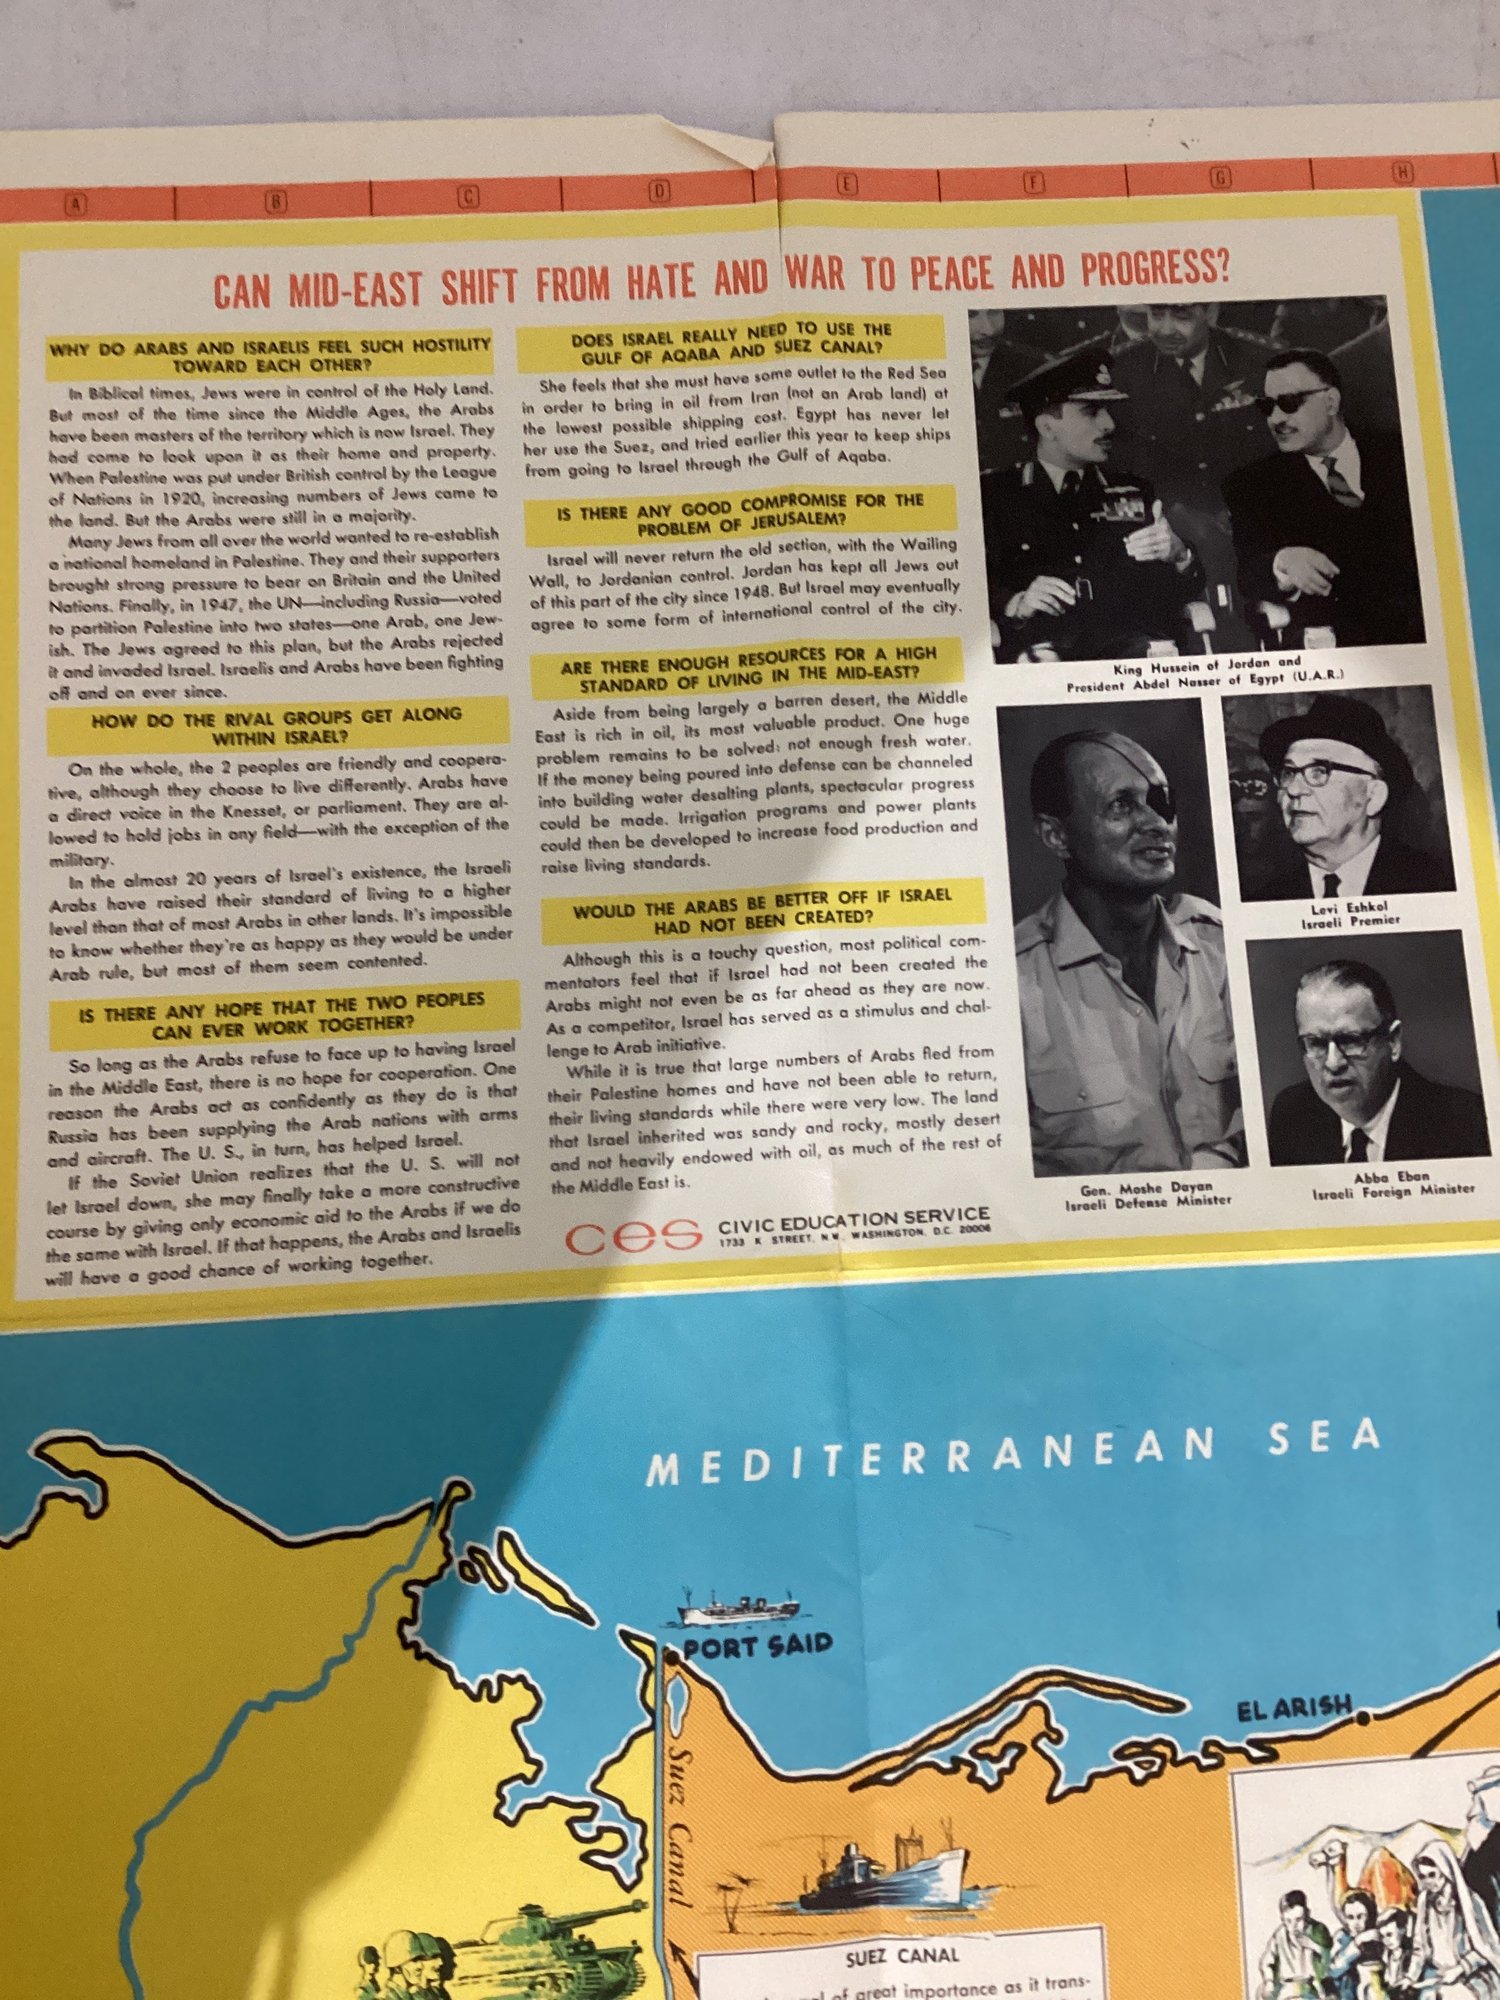 A B C D E F G H
CAN MID-EAST SHIFT FROM HATE AND WAR TO PEACE AND PROGRESS?
WHY DO ARABS AND ISRAELIS FEEL SUCH HOSTILITY
TOWARD EACH OTHER?
In Biblical times, Jews were in control of the Holy Land.
But most of the time since the Middle Ages, the Arabs
have been masters of the territory which is now Israel. They
had come to look upon it as their home and property.
When Palestine was put under British control by the League
of Nations in 1920, increasing numbers of Jews came to
the land. But the Arabs were still in a majority.
Many Jews from all over the world wanted to re-establish
a national homeland in Palestine. They and their supporters
brought strong pressure to bear on Britain and the United
Nations. Finally, in 1947, the UN—including Russia—voted
to partition Palestine into two states—one Arab, one Jew-
ish. The Jews agreed to this plan, but the Arabs rejected
it and invaded Israel. Israelis and Arabs have been fighting
off and on ever since.
HOW DO THE RIVAL GROUPS GET ALONG
WITHIN ISRAEL?
On the whole, the 2 peoples are friendly and coopera-
tive, although they choose to live differently. Arabs have
a direct voice in the Knesset, or parliament. They are al-
lowed to hold jobs in any field—with the exception of the
military.
In the almost 20 years of Israel's existence, the Israeli
Arabs have raised their standard of living to a higher
level than that of most Arabs in other lands. It's impossible
to know whether they're as happy as they would be under
Arab rule, but most of them seem contented.
IS THERE ANY HOPE THAT THE TWO PEOPLES
CAN EVER WORK TOGETHER?
So long as the Arabs refuse to face up to having Israel
in the Middle East, there is no hope for cooperation. One
reason the Arabs act as confidently as they do is that
Russia has been supplying the Arab nations with arms
and aircraft. The U. S., in turn, has helped Israel.
If the Soviet Union realizes that the U. S. will not
let Israel down, she may finally take a more constructive
course by giving only economic aid to the Arabs if we do
the same with Israel. If that happens, the Arabs and Israelis
will have a good chance of working together.
DOES ISRAEL REALLY NEED TO USE THE
GULF OF AQABA AND SUEZ CANAL?
She feels that she must have some outlet to the Red Sea
in order to bring in oil from Iran (not an Arab land) at
the lowest possible shipping cost. Egypt has never let
her use the Suez, and tried earlier this year to keep ships
from going to Israel through the Gulf of Aqaba.
IS THERE ANY GOOD COMPROMISE FOR THE
PROBLEM OF JERUSALEM?
Israel will never return the old section, with the Wailing
Wall, to Jordanian control. Jordan has kept all Jews out
of this part of the city since 1948. But Israel may eventually
agree to some form of international control of the city.
ARE THERE ENOUGH RESOURCES FOR A HIGH
STANDARD OF LIVING IN THE MID-EAST?
Aside from being largely a barren desert, the Middle
East is rich in oil, its most valuable product. One huge
problem remains to be solved: not enough fresh water.
If the money being poured into defense can be channeled
into building water desalting plants, spectacular progress
could be made. Irrigation programs and power plants
could then be developed to increase food production and
raise living standards.
WOULD THE ARABS BE BETTER OFF IF ISRAEL
HAD NOT BEEN CREATED?
Although this is a touchy question, most political com-
mentators feel that if Israel had not been created the
Arabs might not even be as far ahead as they are now.
As a competitor, Israel has served as a stimulus and chal-
lenge to Arab initiative.
While it is true that large numbers of Arabs fled from
their Palestine homes and have not been able to return,
their living standards while there were very low. The land
that Israel inherited was sandy and rocky, mostly desert
and not heavily endowed with oil, as much of the rest of
the Middle East is.
ces CIVIC EDUCATION SERVICE
1733 K STREET, N.W. WASHINGTON, D.C. 20006
King Hussein of Jordan and
President Abdel Nasser of Egypt (U.A.R.)
Levi Eshkol
Israeli Premier
Gen. Moshe Dayan
Israeli Defense Minister
Abba Eban
Israeli Foreign Minister
MEDITERRANEAN SEA
PORT SAID
EL ARISH
Suez Canal
SUEZ CANAL
of great importance as it trans-